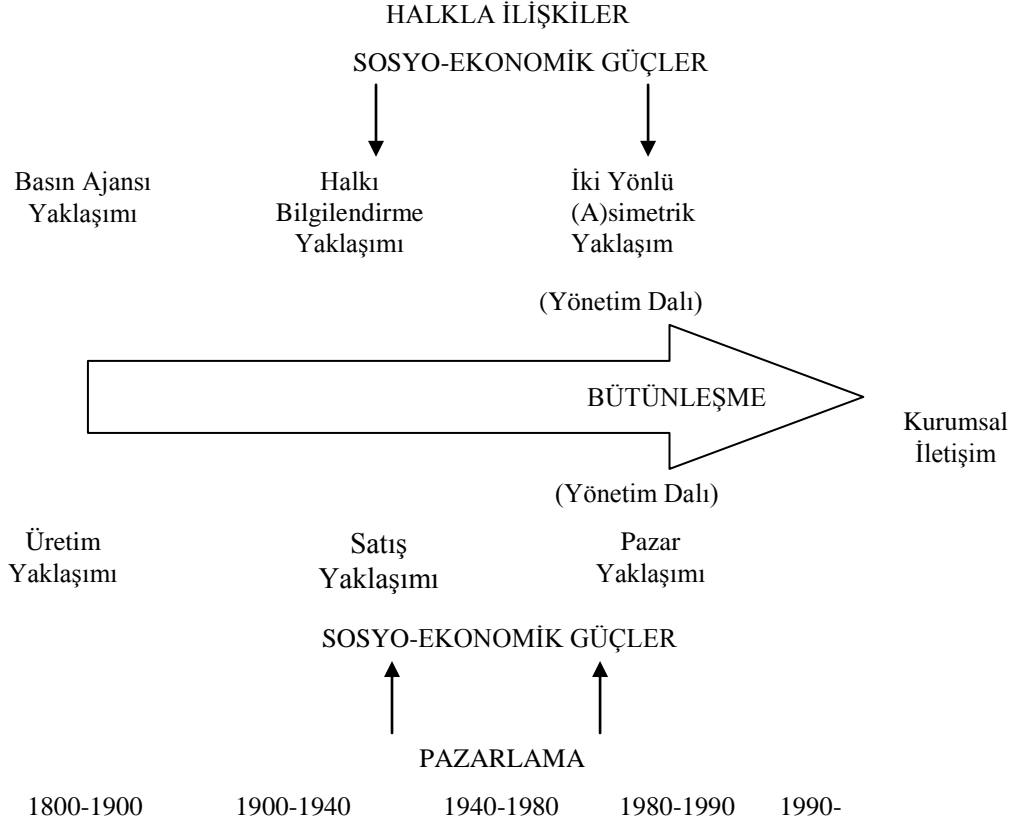 HALKLA İLİŞKİLER
SOSYO-EKONOMİK GÜÇLER
Basın Ajansı
Yaklaşımı
Halkı
Bilgilendirme
Yaklaşımı
İki Yönlü
(A)simetrik
Yaklaşım
(Yönetim Dalı)
BÜTÜNLEŞME
Kurumsal
İletişim
(Yönetim Dalı)
Üretim
Yaklaşımı
Satış
Yaklaşımı
Pazar
Yaklaşımı
SOSYO-EKONOMİK GÜÇLER
PAZARLAMA
1800-1900 1900-1940 1940-1980 1980-1990 1990-